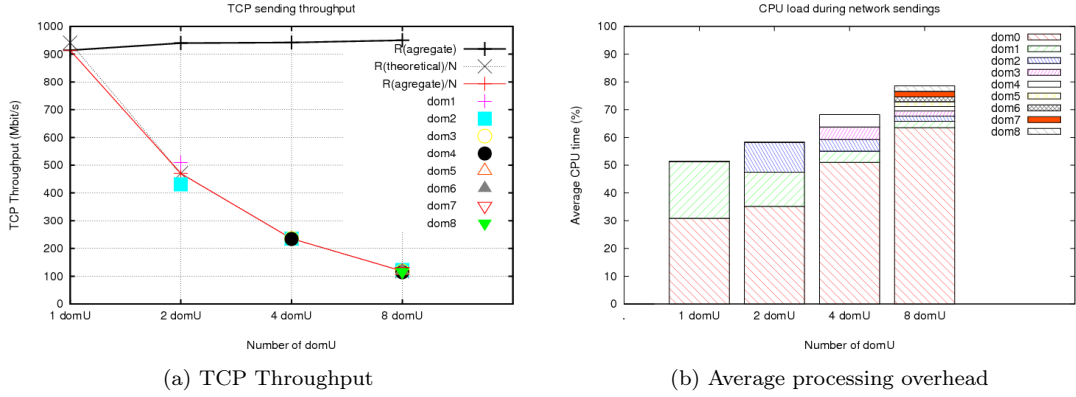 TCP sending throughput
1000
900
800
700
600
500
400
300
200
100
0
TCP Throughput (Mbit/s)
R(agregate)
R(theoretical)/N
R(agregate)/N
dom1
dom2
dom3
dom4
dom5
dom6
dom7
dom8
1 domU
2 domU
4 domU
8 domU
Number of domU
(a) TCP Throughput
CPU load during network sendings
100
90
80
70
60
50
40
30
20
10
0
Average CPU time (%)
dom0
dom1
dom2
dom3
dom4
dom5
dom6
dom7
dom8
.
1 domU
2 domU
4 domU
8 domU
Number of domU
(b) Average processing overhead